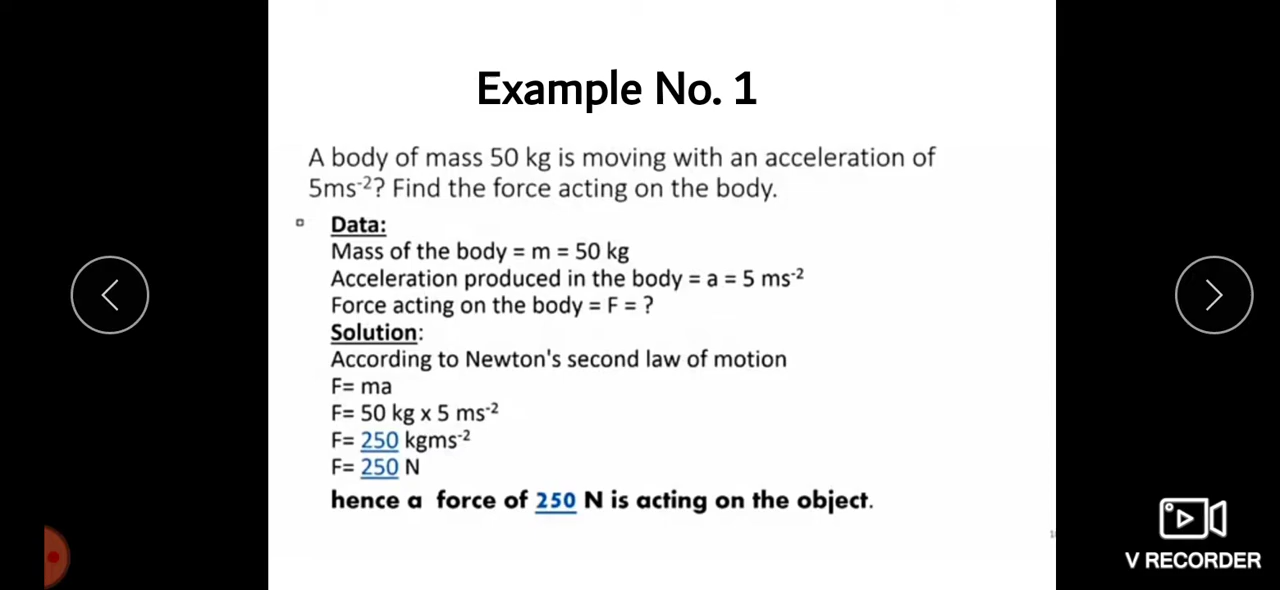 Example No. 1
A body of mass 50 kg is moving with an acceleration of
5ms⁻²? Find the force acting on the body.
Data:
Mass of the body = m = 50 kg
Acceleration produced in the body = a = 5 ms⁻²
Force acting on the body = F = ?
Solution:
According to Newton's second law of motion
F= ma
F= 50 kg x 5 ms⁻²
F= 250 kgms⁻²
F= 250 N
hence a force of 250 N is acting on the object.
V RECORDER